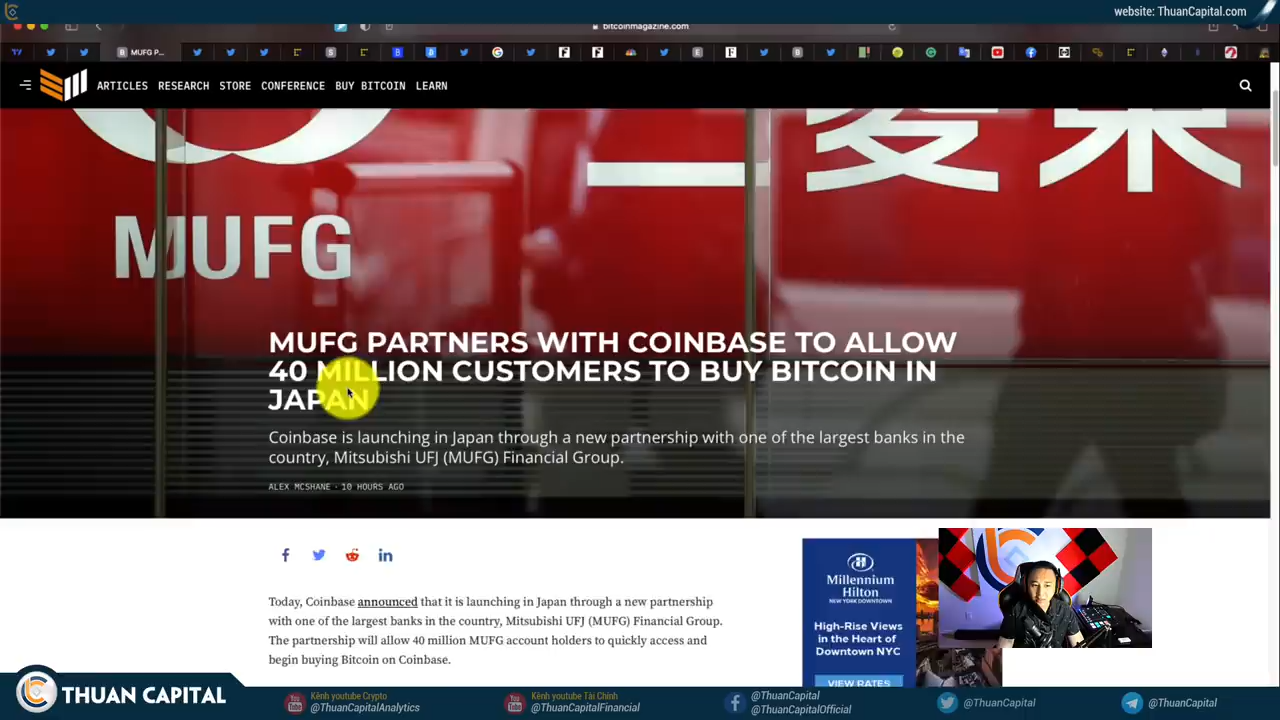 website: ThuanCapital.com
bitcoinmagazine.com
MUFG P...
ARTICLES RESEARCH STORE CONFERENCE BUY BITCOIN LEARN
MUFG
MUFG PARTNERS WITH COINBASE TO ALLOW
40 MILLION CUSTOMERS TO BUY BITCOIN IN
JAPAN
Coinbase is launching in Japan through a new partnership with one of the largest banks in the
country, Mitsubishi UFJ (MUFG) Financial Group.
ALEX MCSHANE · 10 HOURS AGO
Today, Coinbase announced that it is launching in Japan through a new partnership
with one of the largest banks in the country, Mitsubishi UFJ (MUFG) Financial Group.
The partnership will allow 40 million MUFG account holders to quickly access and
begin buying Bitcoin on Coinbase.
Millennium
Hilton
NEW YORK DOWNTOWN
High-Rise Views
in the Heart of
Downtown NYC
VIEW RATES
THUAN CAPITAL
Kênh youtube Crypto
@ThuanCapitalAnalytics
Kênh youtube Tài Chính
@ThuanCapitalFinancial
@ThuanCapital
@ThuanCapitalOfficial
@ThuanCapital
@ThuanCapital